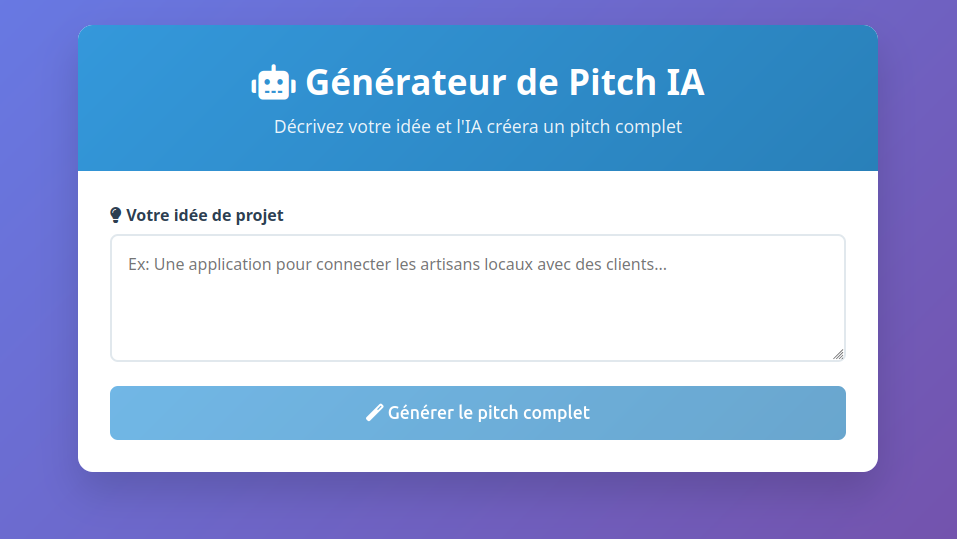 Générateur de Pitch IA
Décrivez votre idée et l'IA créera un pitch complet
Votre idée de projet
Ex: Une application pour connecter les artisans locaux avec des clients...
Générer le pitch complet